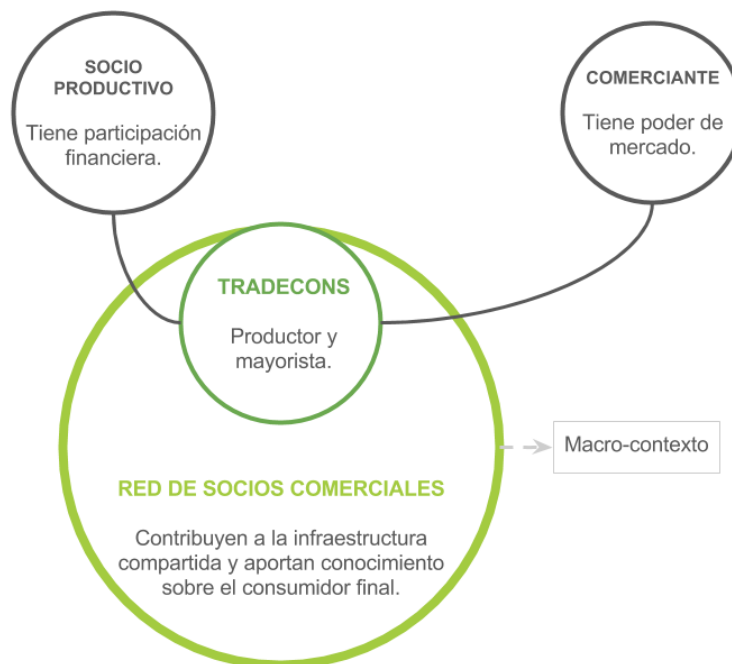 SOCIO
PRODUCTIVO
Tiene participación
financiera.
COMERCIANTE
Tiene poder de
mercado.
TRADECONS
Productor y
mayorista.
Macro-contexto
RED DE SOCIOS COMERCIALES
Contribuyen a la infraestructura
compartida y aportan conocimiento
sobre el consumidor final.